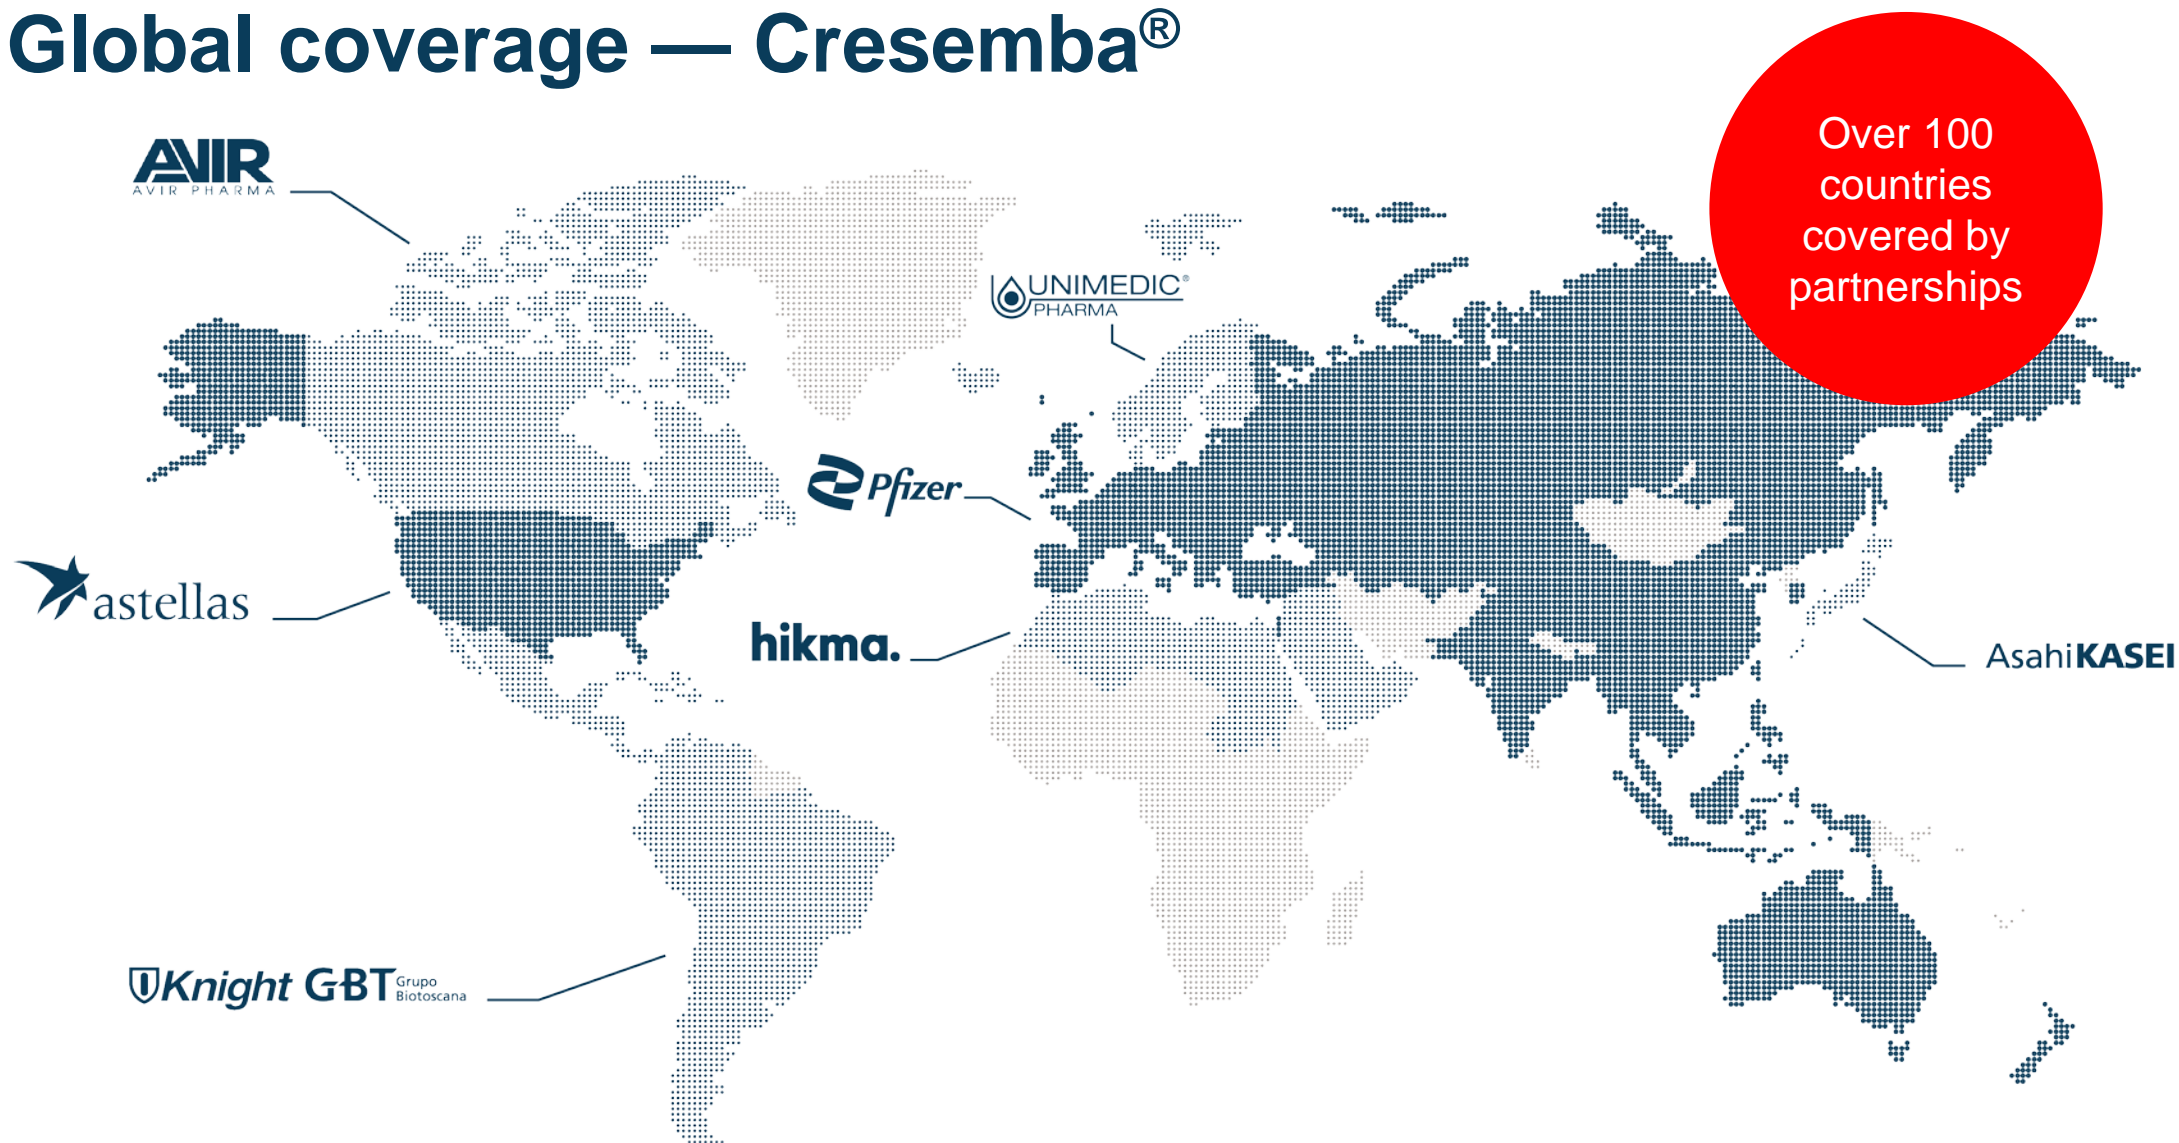 Global coverage — Cresemba®
Over 100
countries
covered by
partnerships
AVIR
AVIR PHARMA
UNIMEDIC®
PHARMA
Pfizer
astellas
hikma.
AsahiKASEI
Knight GBT Grupo
Biotoscana